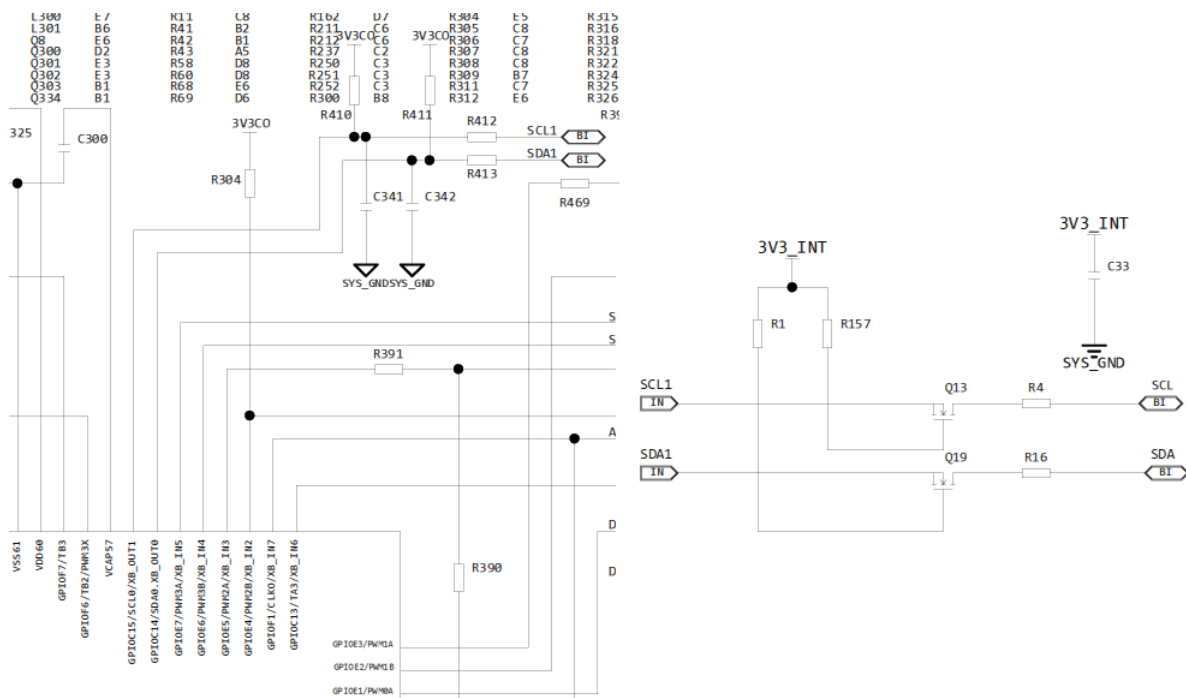 L300 E7 R11 C8 R162 D7 R304 E5 R315
L301 B6 R41 B2 R211 C6 R305 C8 R316
Q8 E6 R42 B1 R212 C6 R306 C7 R318
3V3CO 3V3CO
Q300 D2 R43 A5 R237 C2 R307 C8 R321
Q301 E3 R58 D8 R250 C3 R308 C8 R322
Q302 E3 R60 D8 R251 C3 R309 B7 R324
Q303 B1 R68 E6 R252 C3 R311 C7 R325
Q334 B1 R69 D6 R300 B8 R312 E6 R326
R410 R411
3V3CO R412
325 C300 SCL1 BI
SDA1 BI
R413
R304
C341 C342 R469
SYS_GND SYS_GND
S
S
R391
A
D
R390
D
VSS61
VDD60
GPIOF7/TB3
GPIOF6/TB2/PWM3X
VCAP57
GPIOC15/SCL0/XB_OUT1
GPIOC14/SDA0.XB_OUT0
GPIOE7/PWM3A/XB_IN5
GPIOE6/PWM3B/XB_IN4
GPIOE5/PWM2A/XB_IN3
GPIOE4/PWM2B/XB_IN2
GPIOF1/CLKO/XB_IN7
GPIOC13/TA3/XB_IN6
GPIOE3/PWM1A
GPIOE2/PWM1B
GPIOE1/PWM0A
3V3_INT
3V3_INT
C33
R1 R157
SYS_GND
SCL1 Q13 R4 SCL
IN BI
SDA1 Q19 R16 SDA
IN BI